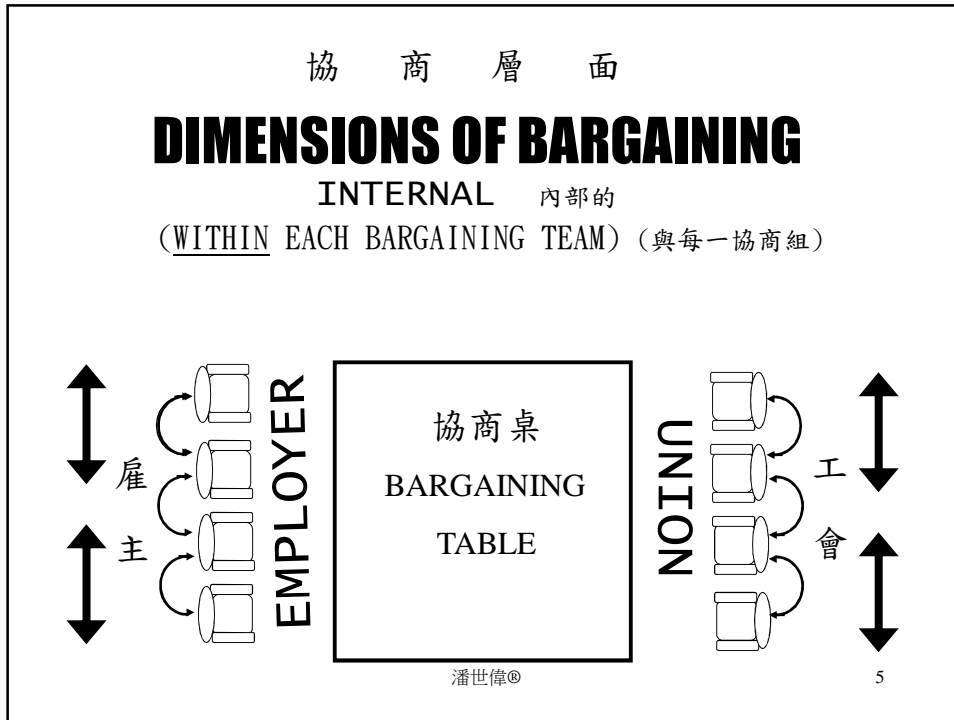 協 商 層 面
DIMENSIONS OF BARGAINING
INTERNAL 內部的
(WITHIN EACH BARGAINING TEAM) (與每一協商組)
雇主
EMPLOYER
協商桌
BARGAINING
TABLE
UNION
工會
潘世偉®
5